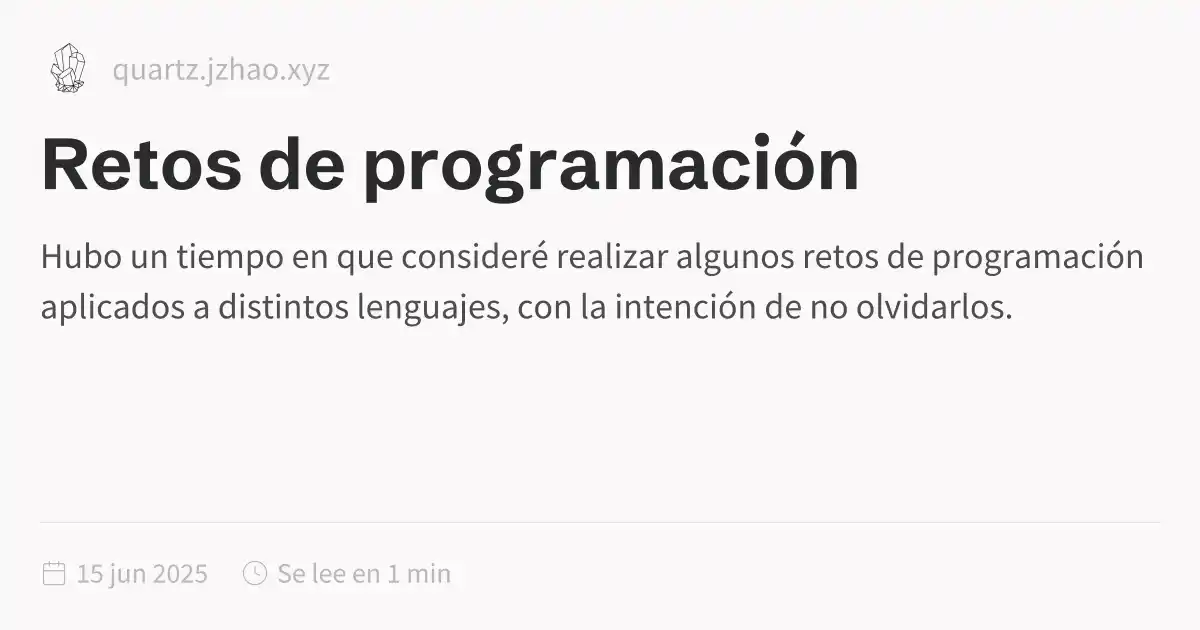 quartz.jzhao.xyz
Retos de programación
Hubo un tiempo en que consideré realizar algunos retos de programación
aplicados a distintos lenguajes, con la intención de no olvidarlos.
15 jun 2025 Se lee en 1 min